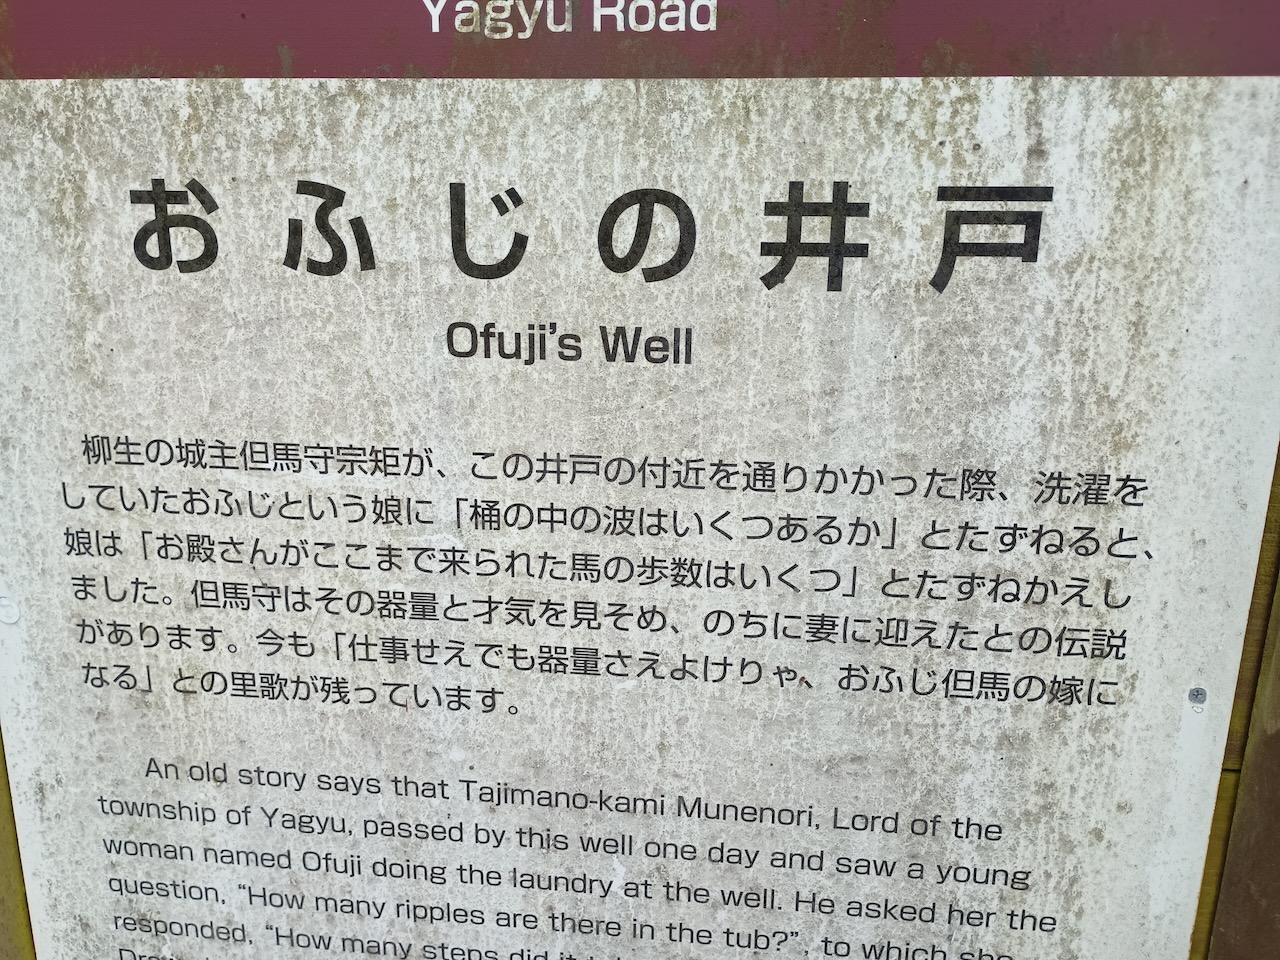 Yagyu Road
おふじの井戸
Ofuji's Well
柳生の城主但馬守宗矩が、この井戸の付近を通りかかった際、洗濯を
していたおふじという娘に「桶の中の波はいくつあるか」とたずねると、
娘は「お殿さんがここまで来られた馬の歩数はいくつ」とたずねかえし
ました。但馬守はその器量と才気を見そめ、のちに妻に迎えたとの伝説
があります。今も「仕事せえでも器量さえよけりゃ、おふじ但馬の嫁に
なる」との里歌が残っています。
An old story says that Tajimano-kami Munenori, Lord of the
township of Yagyu, passed by this well one day and saw a young
woman named Ofuji doing the laundry at the well. He asked her the
question, “How many ripples are there in the tub?”, to which she
responded, “How many steps did it